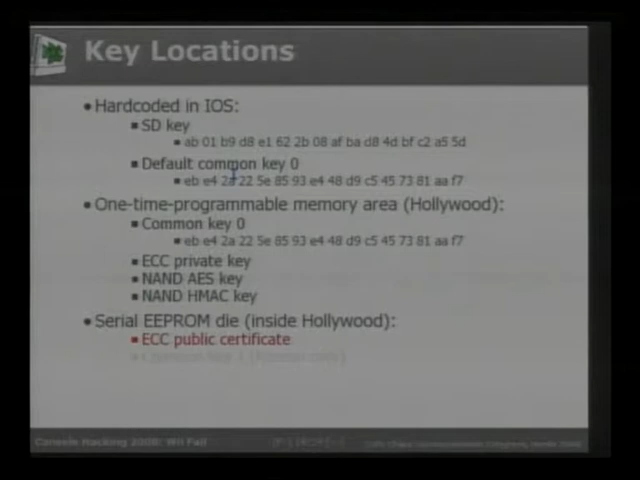 Key Locations
Hardcoded in IOS:
SD key
ab 01 b9 d8 e1 62 2b 08 af ba d8 4d bf c2 a5 5d
Default common key 0
eb e4 2a 22 5e 85 93 e4 48 d9 c5 45 73 81 aa f7
One-time-programmable memory area (Hollywood):
Common key 0
eb e4 2a 22 5e 85 93 e4 48 d9 c5 45 73 81 aa f7
ECC private key
NAND AES key
NAND HMAC key
Serial EEPROM die (inside Hollywood):
ECC public certificate
Console Hacking 2008: Wii Fail